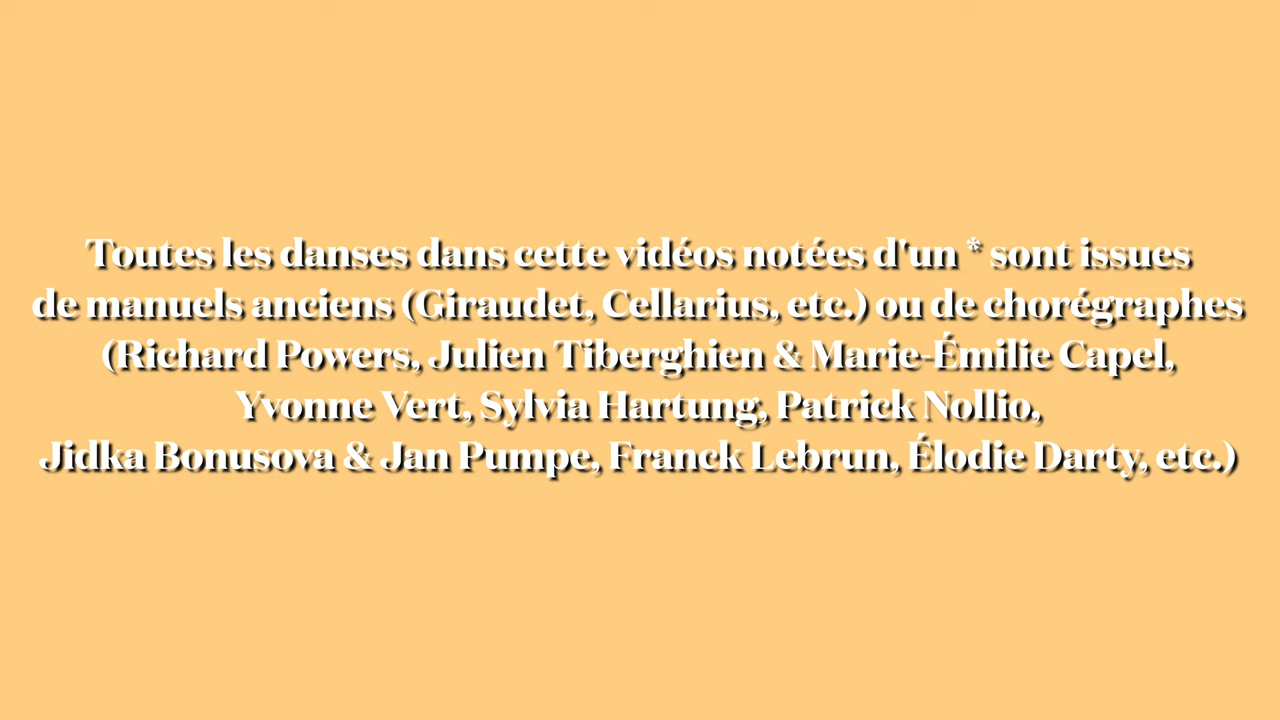 Toutes les danses dans cette vidéos notées d'un * sont issues
de manuels anciens (Giraudet, Cellarius, etc.) ou de chorégraphes
(Richard Powers, Julien Tiberghien & Marie-Émilie Capel,
Yvonne Vert, Sylvia Hartung, Patrick Nollio,
Jidka Bonusova & Jan Pumpe, Franck Lebrun, Élodie Darty, etc.)